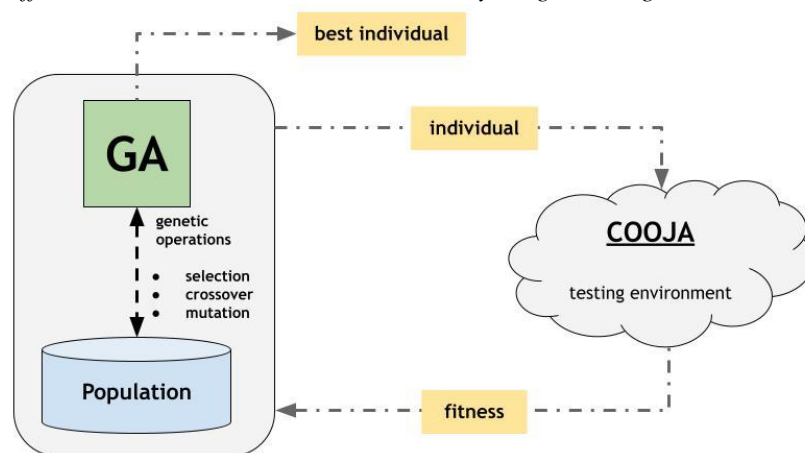 best individual
individual
GA
genetic
operations
● selection
● crossover
● mutation
Population
COOJA
testing environment
fitness